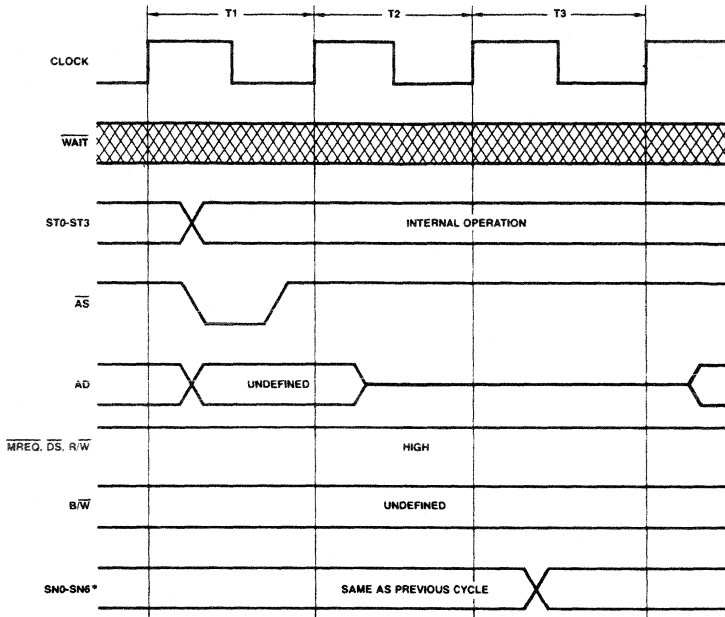 T1 T2 T3
CLOCK
WAIT
ST0-ST3 INTERNAL OPERATION
AS
AD UNDEFINED
MREQ, DS, R/W HIGH
B/W UNDEFINED
SN0-SN6* SAME AS PREVIOUS CYCLE